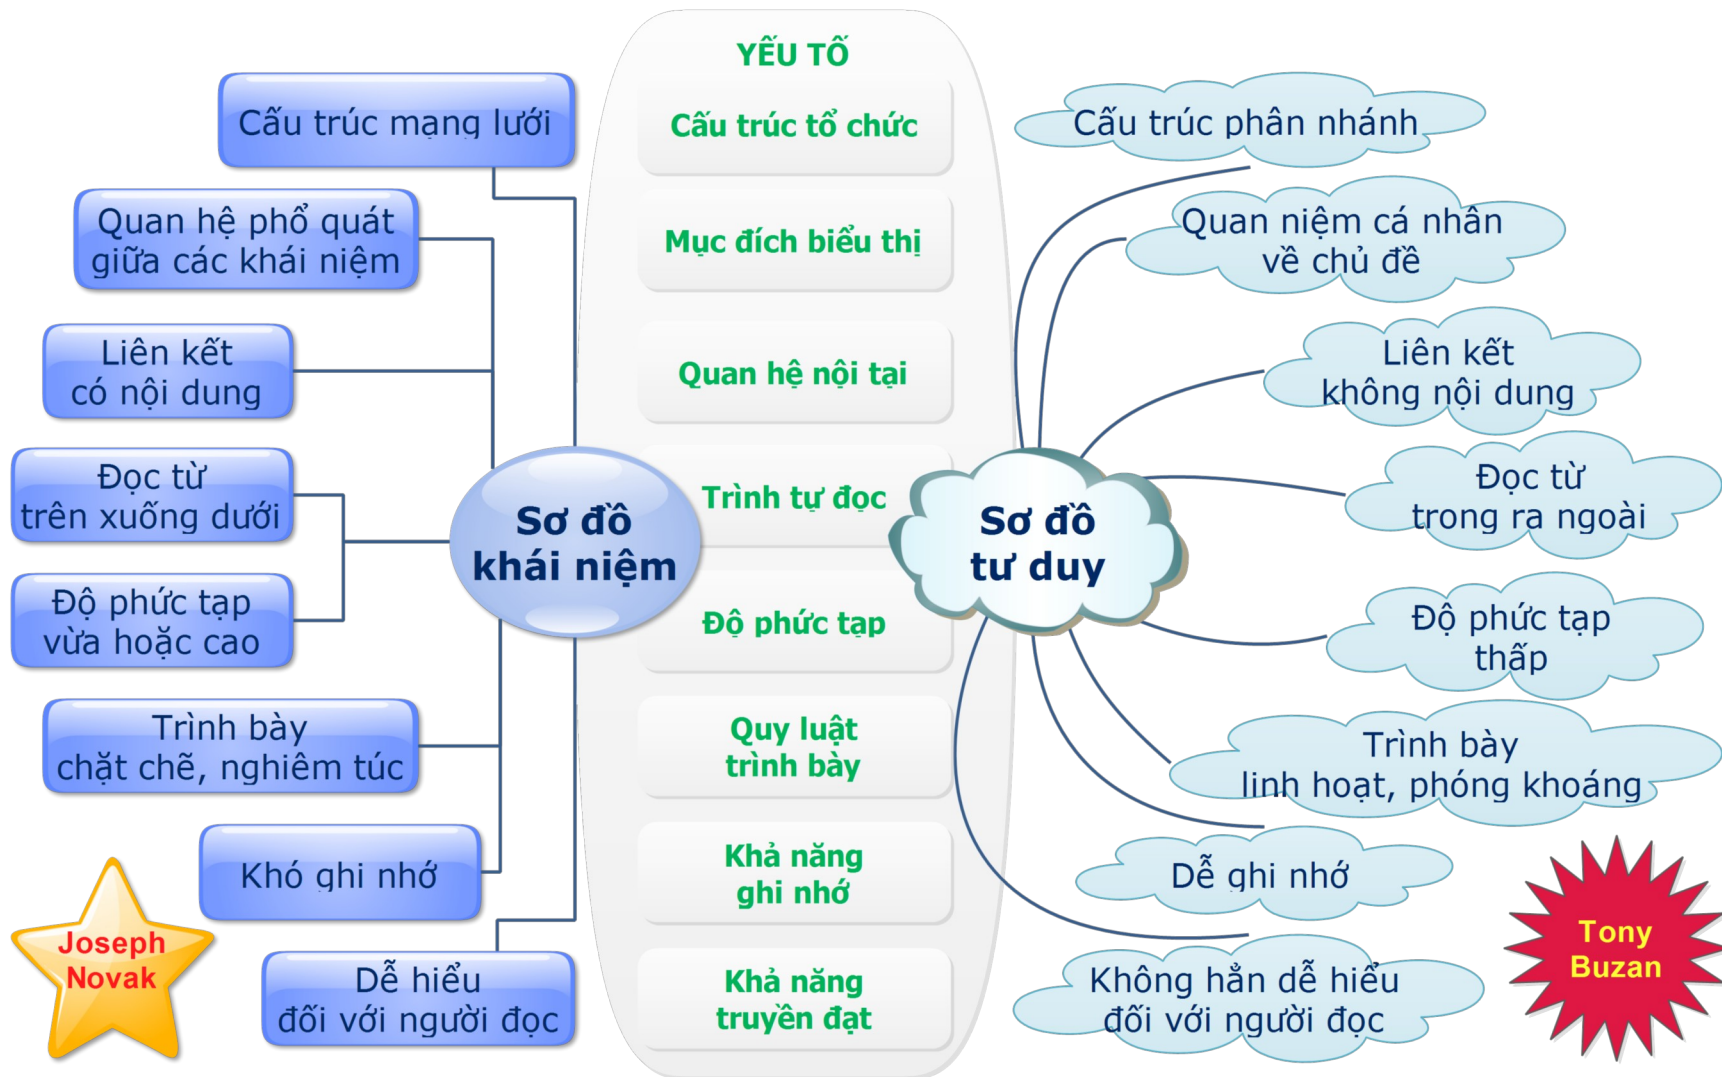 YẾU TỐ
Cấu trúc mạng lưới
Cấu trúc tổ chức
Cấu trúc phân nhánh
Quan hệ phổ quát
giữa các khái niệm
Mục đích biểu thị
Quan niệm cá nhân
về chủ đề
Liên kết
có nội dung
Quan hệ nội tại
Liên kết
không nội dung
Đọc từ
trên xuống dưới
Trình tự đọc
Đọc từ
trong ra ngoài
Sơ đồ
khái niệm
Sơ đồ
tư duy
Độ phức tạp
vừa hoặc cao
Độ phức tạp
Độ phức tạp
thấp
Trình bày
chặt chẽ, nghiêm túc
Quy luật
trình bày
Trình bày
linh hoạt, phóng khoáng
Khó ghi nhớ
Khả năng
ghi nhớ
Dễ ghi nhớ
Joseph
Novak
Dễ hiểu
đối với người đọc
Khả năng
truyền đạt
Không hẳn dễ hiểu
đối với người đọc
Tony
Buzan